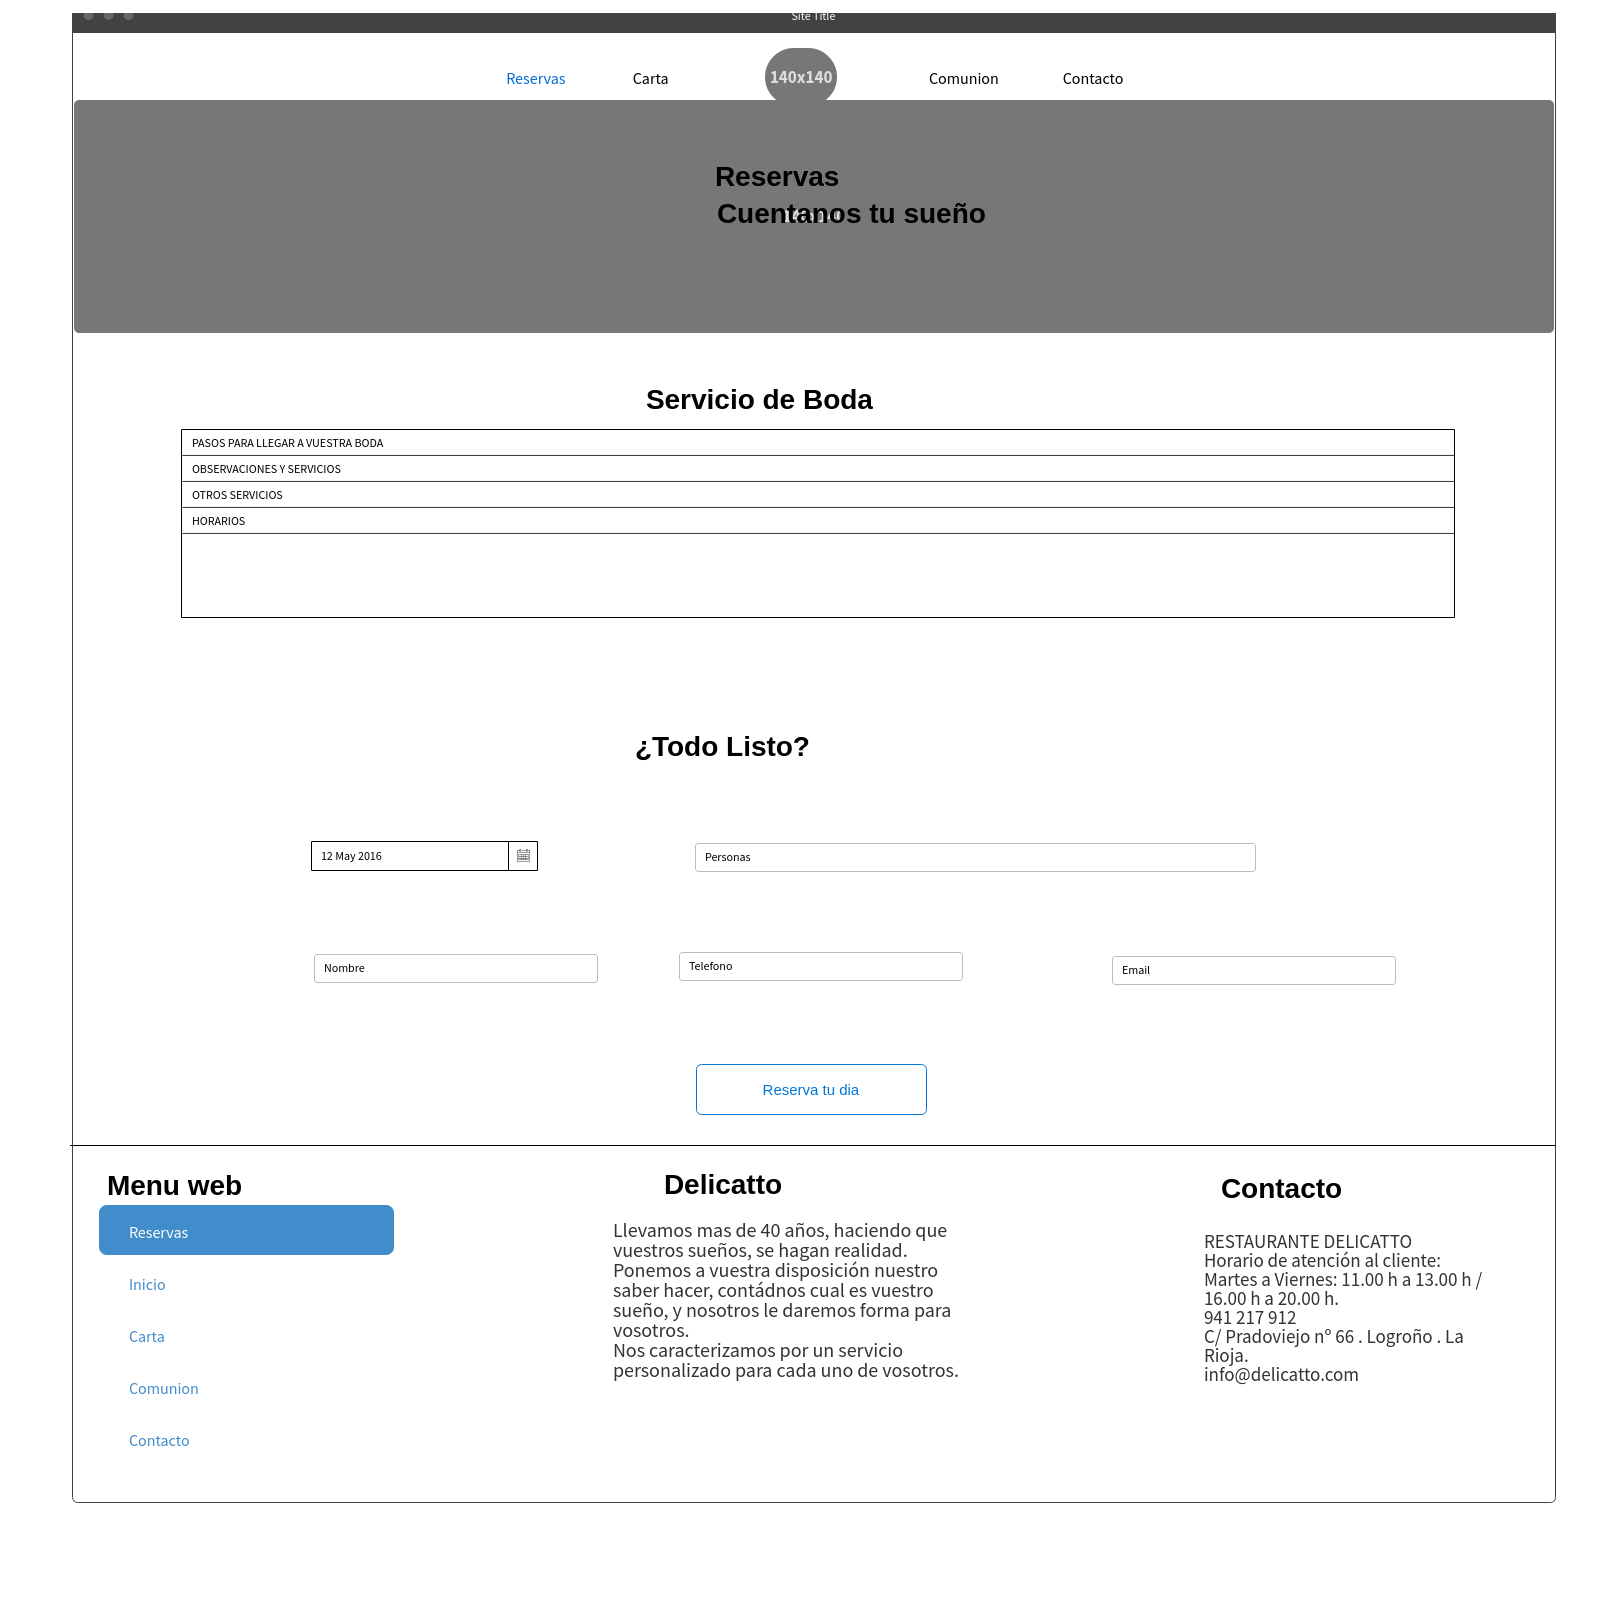 Site Title
Reservas
Carta
140x140
Comunion
Contacto
Reservas
Cuentanos tu sueño
Servicio de Boda
PASOS PARA LLEGAR A VUESTRA BODA
OBSERVACIONES Y SERVICIOS
OTROS SERVICIOS
HORARIOS
¿Todo Listo?
12 May 2016
Personas
Nombre
Telefono
Email
Reserva tu dia
Menu web
Reservas
Inicio
Carta
Comunion
Contacto
Delicatto
Llevamos mas de 40 años, haciendo que
vuestros sueños, se hagan realidad.
Ponemos a vuestra disposición nuestro
saber hacer, contádnos cual es vuestro
sueño, y nosotros le daremos forma para
vosotros.
Nos caracterizamos por un servicio
personalizado para cada uno de vosotros.
Contacto
RESTAURANTE DELICATTO
Horario de atención al cliente:
Martes a Viernes: 11.00 h a 13.00 h /
16.00 h a 20.00 h.
941 217 912
C/ Pradoviejo nº 66 . Logroño . La
Rioja.
info@delicatto.com